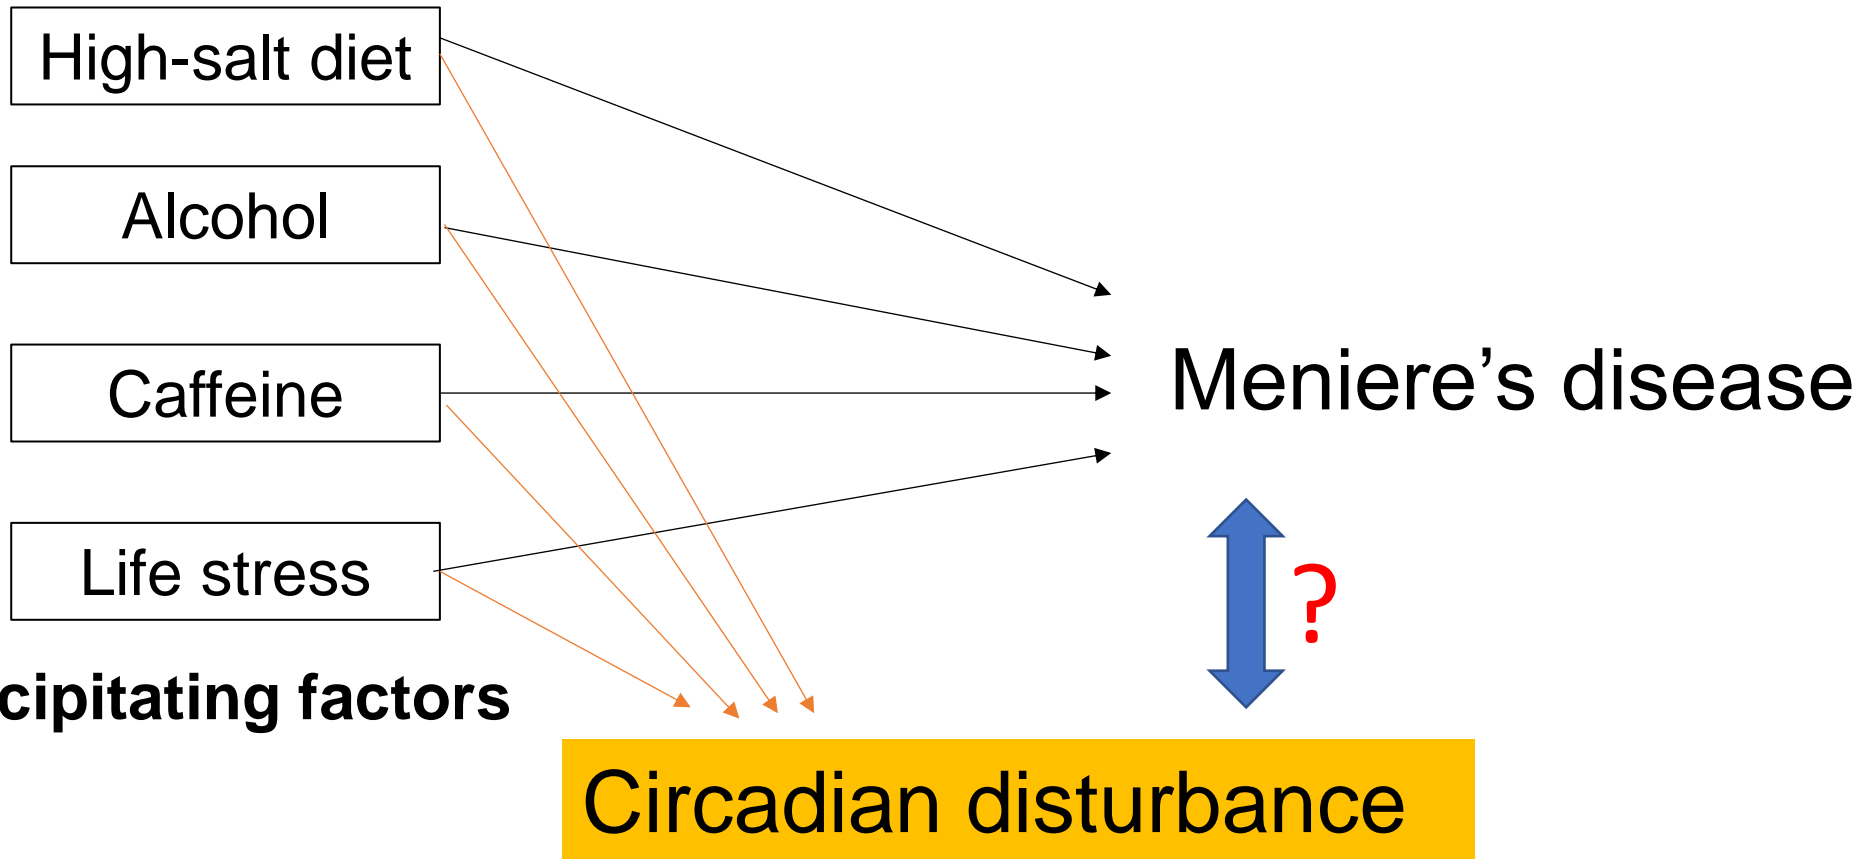 High-salt diet
Alcohol
Caffeine
Meniere’s disease
Life stress
?
cipitating factors
Circadian disturbance